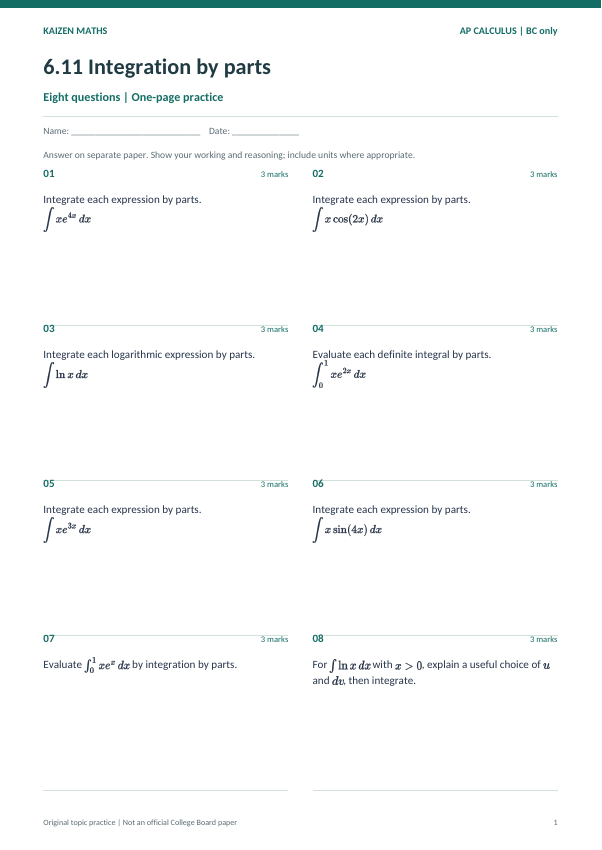 KAIZEN MATHS
AP CALCULUS | BC only
6.11 Integration by parts
Eight questions | One-page practice
Name: ______________________________ Date: _____________
Answer on separate paper. Show your working and reasoning; include units where appropriate.
01 3 marks
Integrate each expression by parts.
∫ xe^{4x} dx
02 3 marks
Integrate each expression by parts.
∫ x cos(2x) dx
03 3 marks
Integrate each logarithmic expression by parts.
∫ ln x dx
04 3 marks
Evaluate each definite integral by parts.
∫_0^1 xe^{2x} dx
05 3 marks
Integrate each expression by parts.
∫ xe^{3x} dx
06 3 marks
Integrate each expression by parts.
∫ x sin(4x) dx
07 3 marks
Evaluate ∫_0^1 xe^x dx by integration by parts.
08 3 marks
For ∫ ln x dx with x > 0, explain a useful choice of u
and dv, then integrate.
Original topic practice | Not an official College Board paper
1